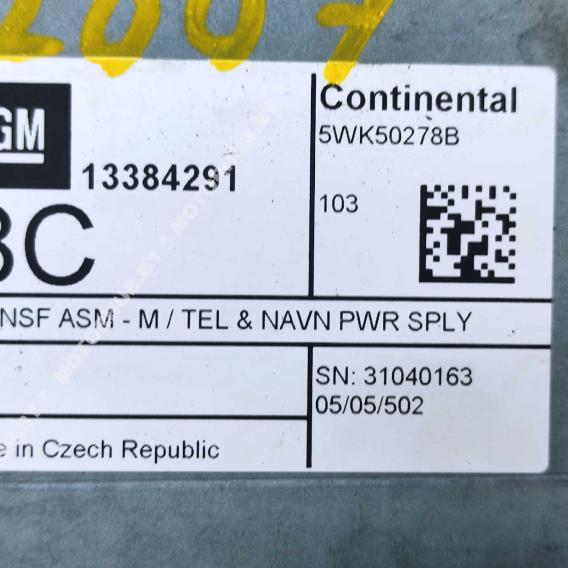 2007
GM
Continental
5WK50278B
13384291
103
3C
NSF ASM - M / TEL & NAVN PWR SPLY
SN: 31040163
05/05/502
e in Czech Republic